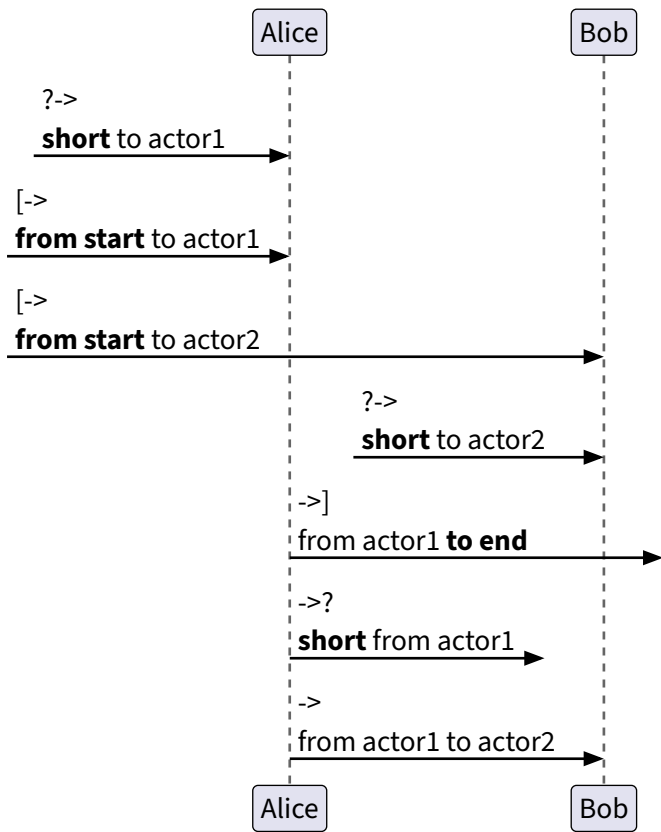 Alice Bob
?->
short to actor1
[->
from start to actor1
[->
from start to actor2
?->
short to actor2
->]
from actor1 to end
->?
short from actor1
->
from actor1 to actor2
Alice Bob